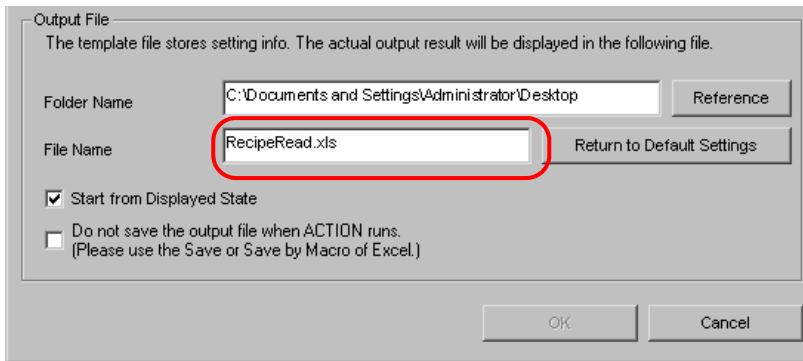 Output File
The template file stores setting info. The actual output result will be displayed in the following file.
Folder Name
C:\Documents and Settings\Administrator\Desktop
Reference
File Name
RecipeRead.xls
Return to Default Settings
Start from Displayed State
Do not save the output file when ACTION runs.
(Please use the Save or Save by Macro of Excel.)
OK
Cancel